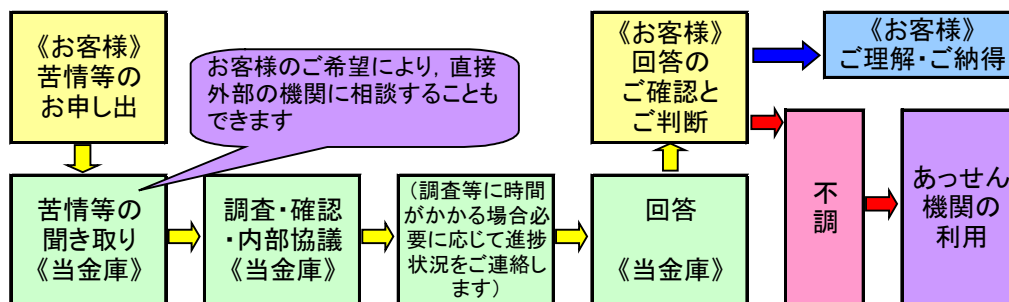 《お客様》
苦情等の
お申し出
お客様のご希望により, 直接
外部の機関に相談することも
できます
苦情等の
聞き取り
《当金庫》
調査・確認
・内部協議
《当金庫》
(調査等に時間
がかかる場合必
要に応じて進捗
状況をご連絡し
ます)
回答
《当金庫》
《お客様》
回答の
ご確認と
ご判断
《お客様》
ご理解・ご納得
不
調
あっせん
機関の
利用